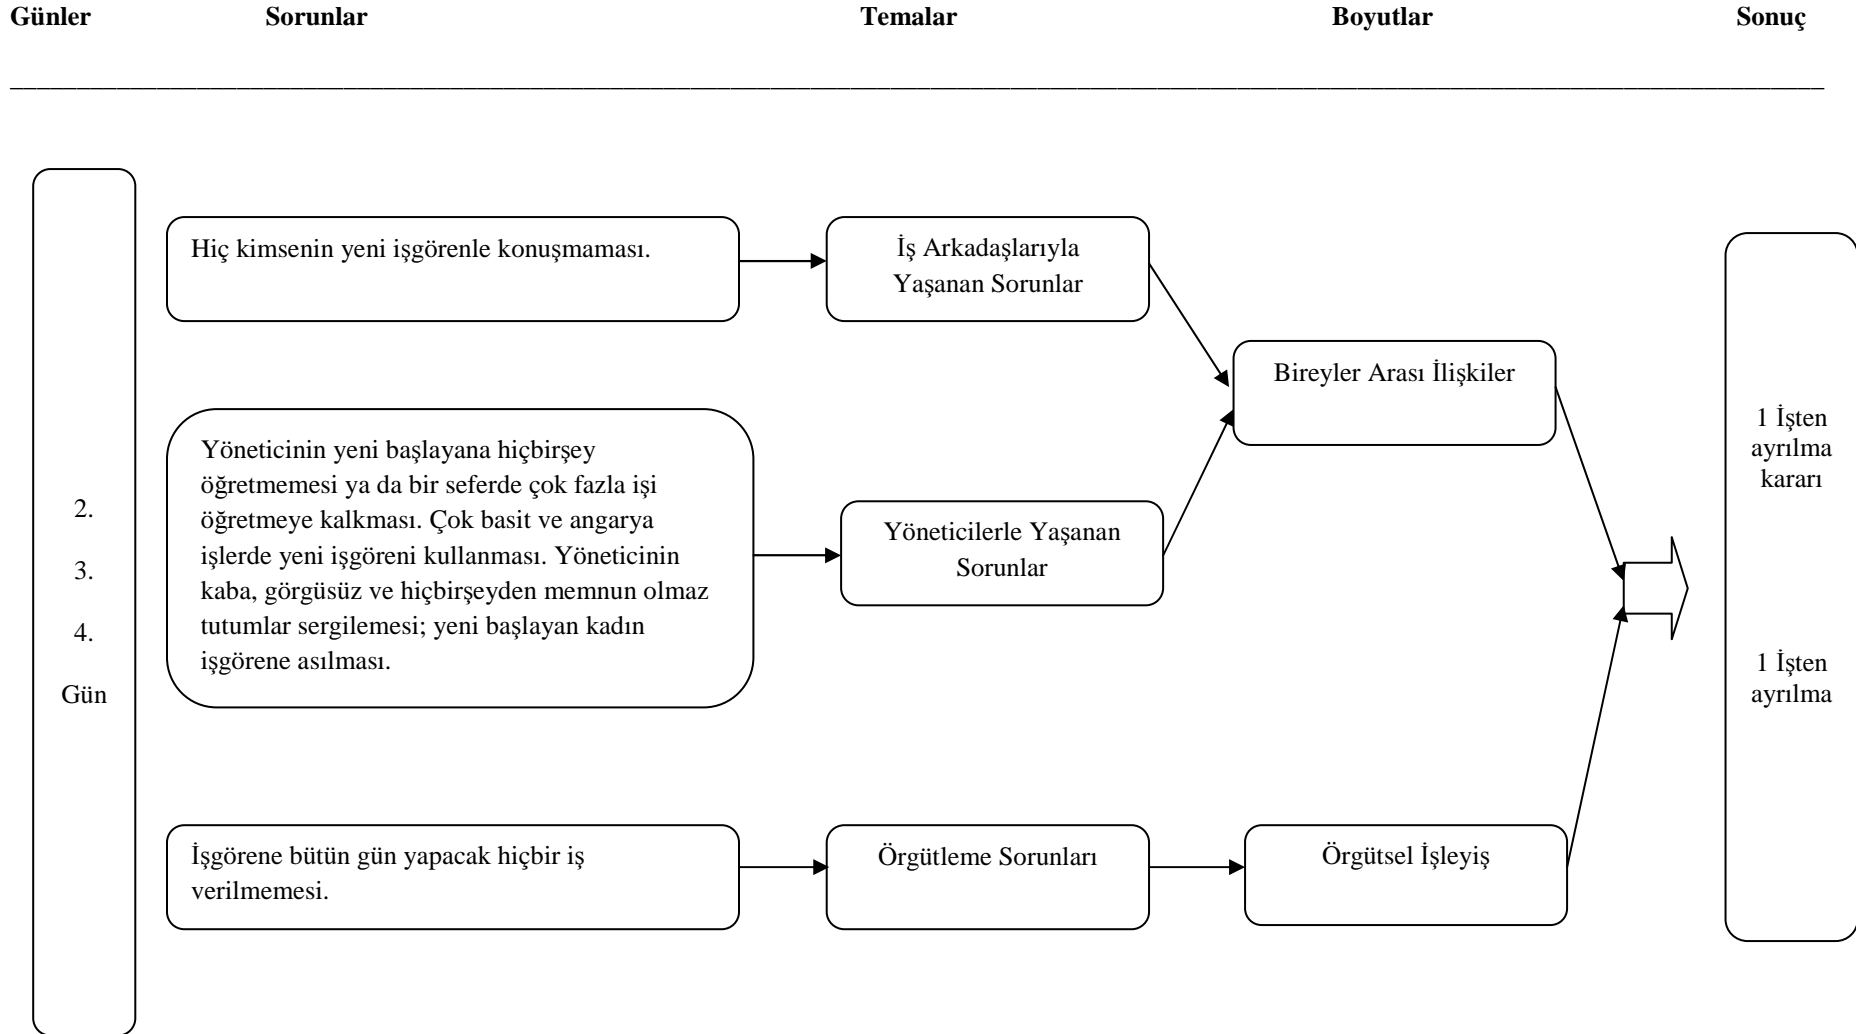 Günler Sorunlar Temalar Boyutlar Sonuç
2.
3.
4.
Gün
Hiç kimsenin yeni işgörenle konuşmaması.
İş Arkadaşlarıyla
Yaşanan Sorunlar
Bireyler Arası İlişkiler
Yöneticinin yeni başlayana hiçbirşey
öğretmemesi ya da bir seferde çok fazla işi
öğretmeye kalkması. Çok basit ve angarya
işlerde yeni işgöreni kullanması. Yöneticinin
kaba, görgüsüz ve hiçbirşeyden memnun olmaz
tutumlar sergilemesi; yeni başlayan kadın
işgörene asılması.
Yöneticilerle Yaşanan
Sorunlar
İşgörene bütün gün yapacak hiçbir iş
verilmemesi.
Örgütleme Sorunları
Örgütsel İşleyiş
1 İşten
ayrılma
kararı
1 İşten
ayrılma